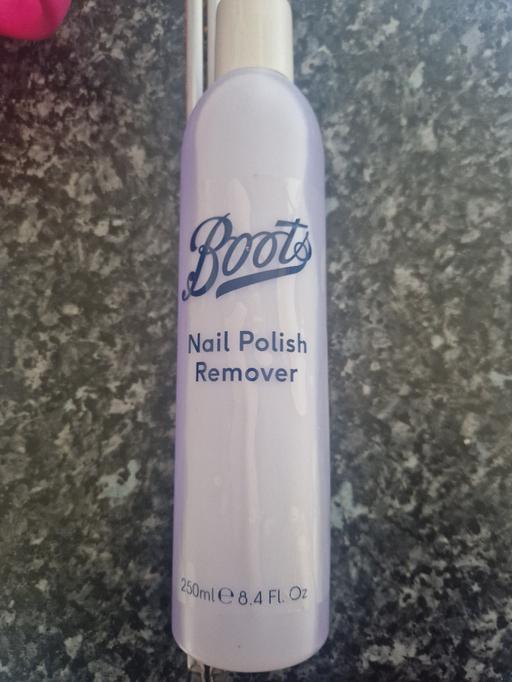 Boots
Nail Polish
Remover
250ml ℮ 8.4 Fl. Oz